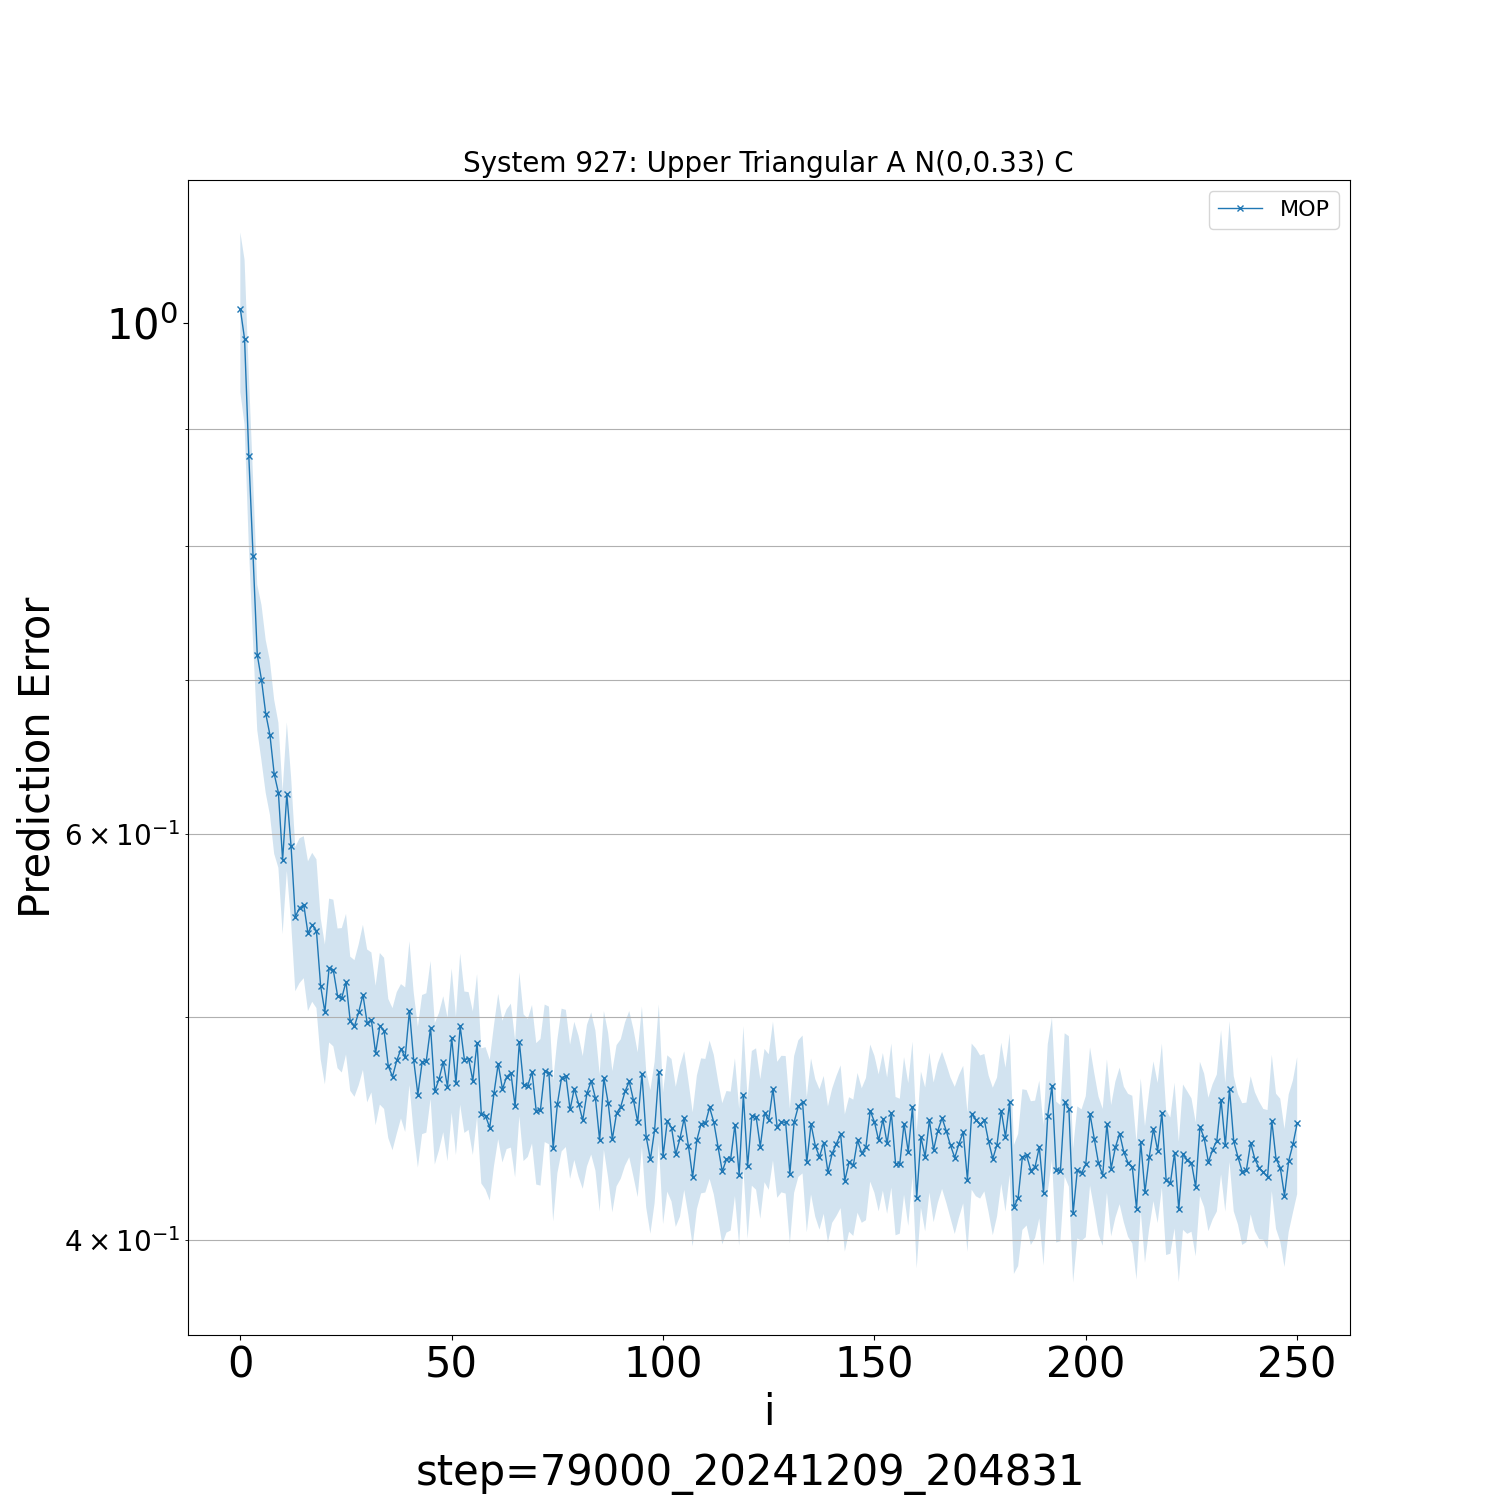 System 927: Upper Triangular A N(0,0.33) C
MOP
10⁰
6 × 10⁻¹
4 × 10⁻¹
Prediction Error
0 50 100 150 200 250
i
step=79000_20241209_204831